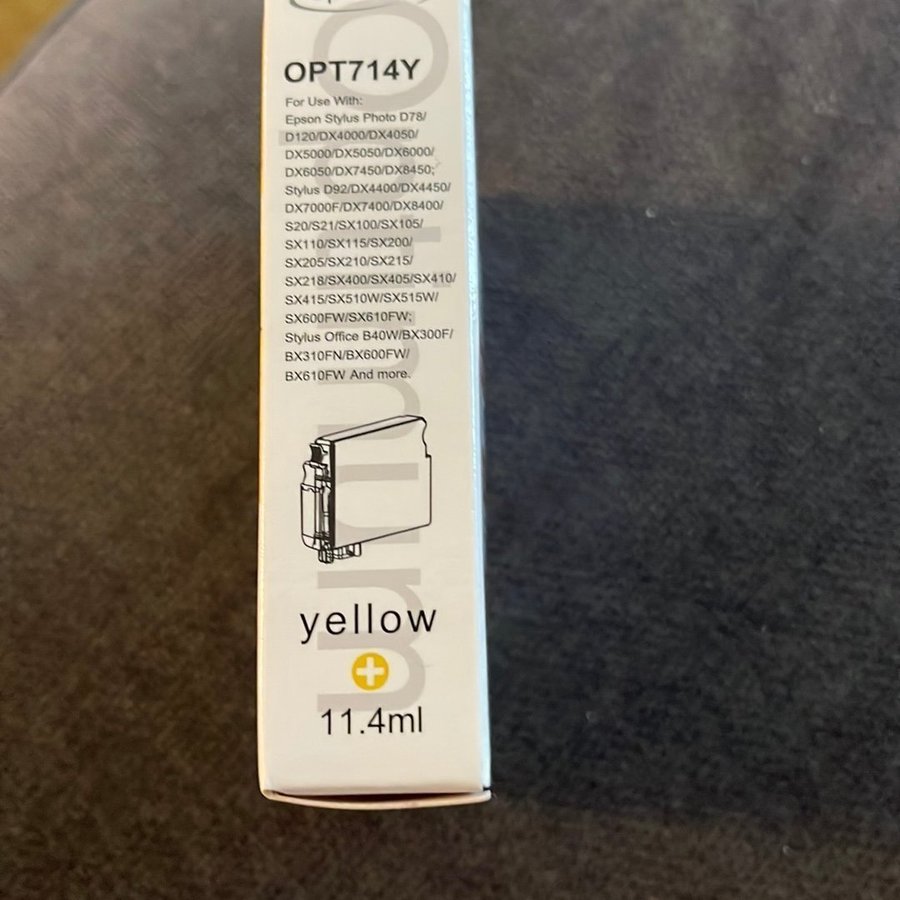 OPT714Y
For Use With:
Epson Stylus Photo D78/
D120/DX4000/DX4050/
DX5000/DX5050/DX6000/
DX6050/DX7450/DX8450;
Stylus D92/DX4400/DX4450/
DX7000F/DX7400/DX8400/
S20/S21/SX100/SX105/
SX110/SX115/SX200/
SX205/SX210/SX215/
SX218/SX400/SX405/SX410/
SX415/SX510W/SX515W/
SX600FW/SX610FW;
Stylus Office B40W/BX300F/
BX310FN/BX600FW/
BX610FW And more.
Optimum
yellow
11.4ml